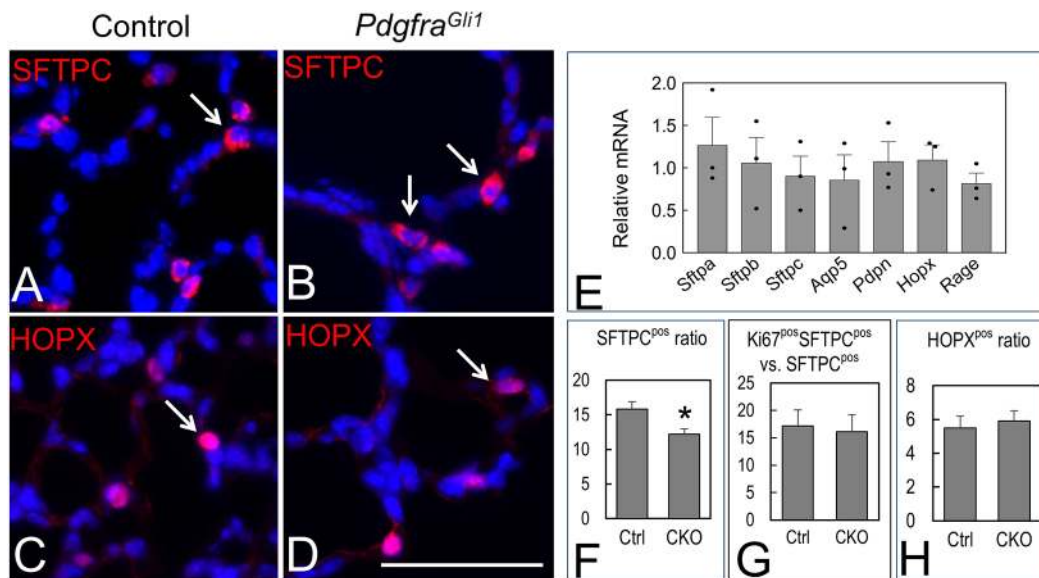 Control
Pdgfra^Gli1
SFTPC
A
SFTPC
B
HOPX
C
HOPX
D
2.0
1.5
1.0
0.5
0.0
Relative mRNA
Sftpa
Sftpb
Sftpc
Aqp5
Pdpn
Hopx
Rage
E
SFTPC^pos ratio
20
15
10
5
0
*
Ctrl
CKO
F
Ki67^pos SFTPC^pos
vs. SFTPC^pos
25
20
15
10
5
0
Ctrl
CKO
G
HOPX^pos ratio
8
6
4
2
0
Ctrl
CKO
H